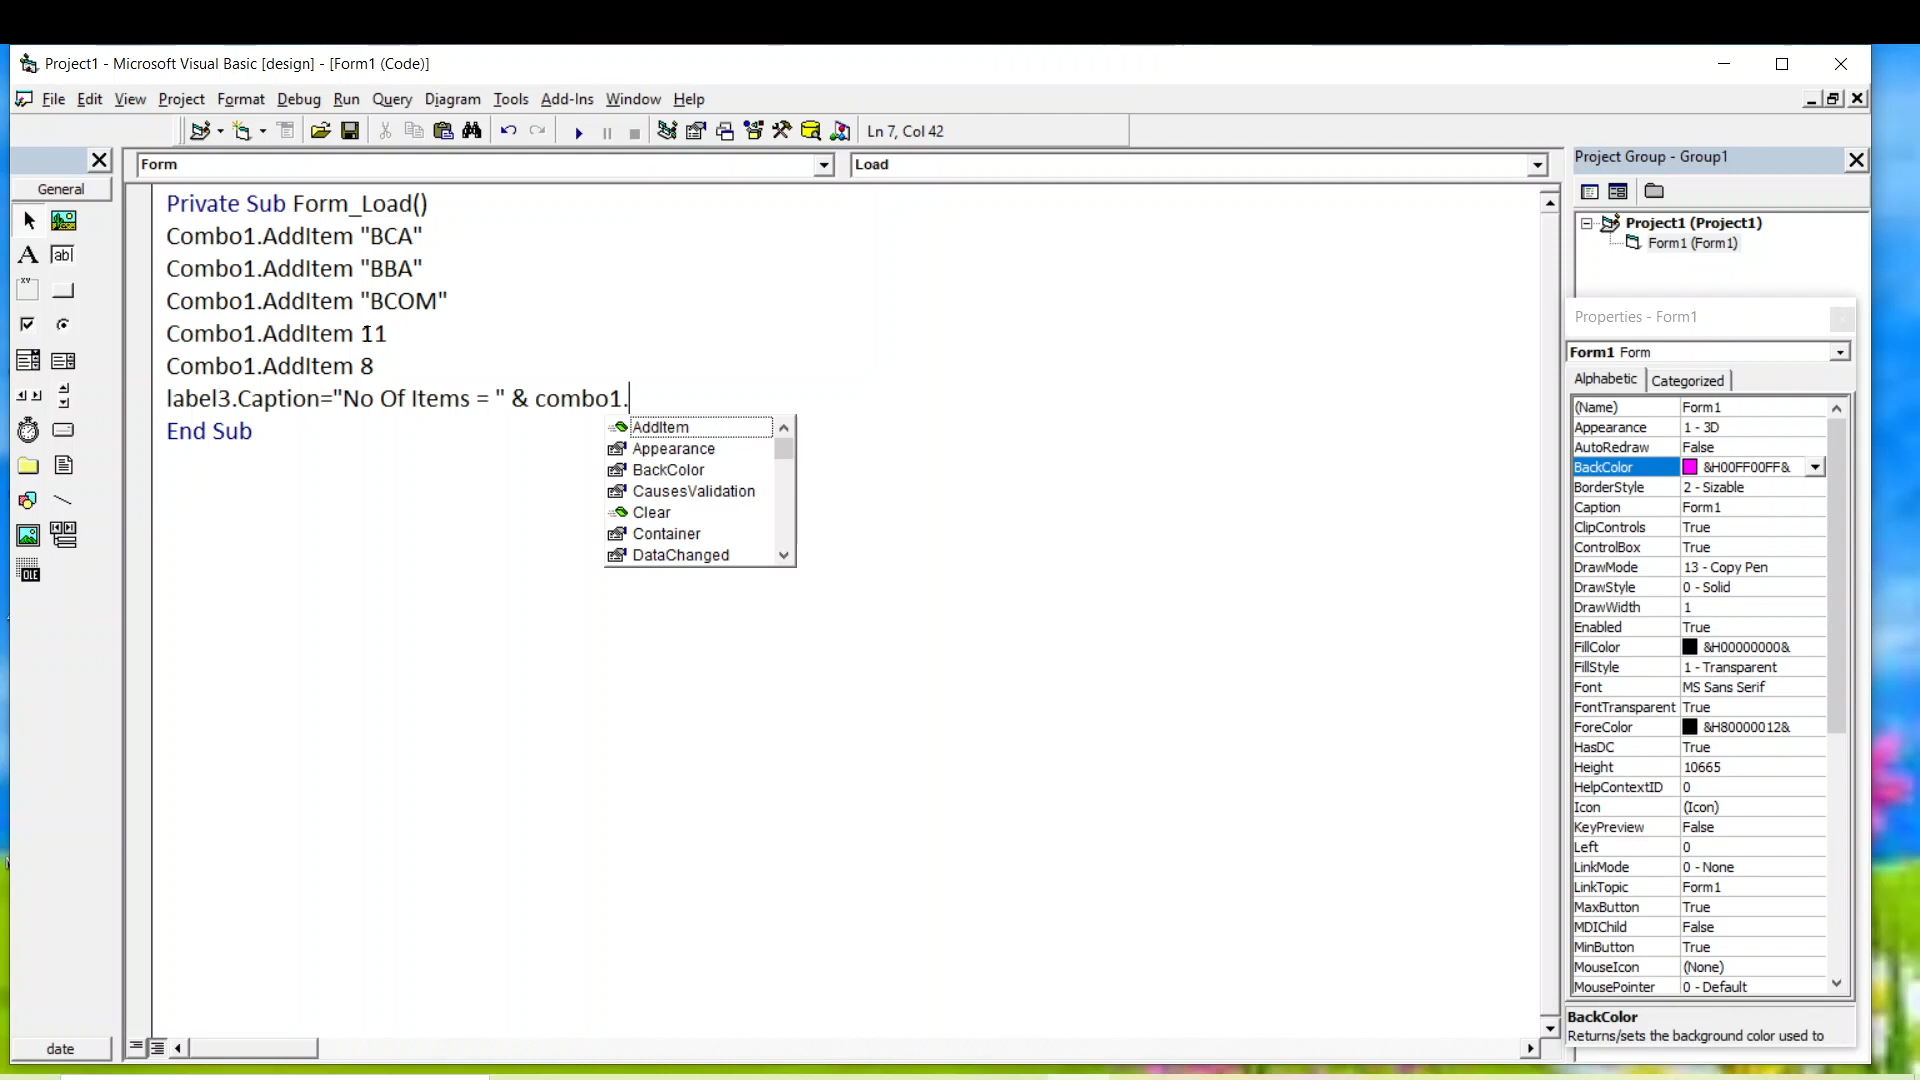 Project1 - Microsoft Visual Basic [design] - [Form1 (Code)]
File Edit View Project Format Debug Run Query Diagram Tools Add-Ins Window Help
Ln 7, Col 42
General
Form
Load
Project Group - Group1
Private Sub Form_Load()
Combo1.AddItem "BCA"
Combo1.AddItem "BBA"
Combo1.AddItem "BCOM"
Combo1.AddItem 11
Combo1.AddItem 8
label3.Caption="No Of Items = " & combo1.
End Sub
AddItem
Appearance
BackColor
CausesValidation
Clear
Container
DataChanged
A
abl
XY
OLE
date
Project1 (Project1)
Form1 (Form1)
Properties - Form1
Form1 Form
Alphabetic Categorized
(Name) Form1
Appearance 1 - 3D
AutoRedraw False
BackColor &H00FF00FF&
BorderStyle 2 - Sizable
Caption Form1
ClipControls True
ControlBox True
DrawMode 13 - Copy Pen
DrawStyle 0 - Solid
DrawWidth 1
Enabled True
FillColor &H00000000&
FillStyle 1 - Transparent
Font MS Sans Serif
FontTransparent True
ForeColor &H80000012&
HasDC True
Height 10665
HelpContextID 0
Icon (Icon)
KeyPreview False
Left 0
LinkMode 0 - None
LinkTopic Form1
MaxButton True
MDIChild False
MinButton True
MouseIcon (None)
MousePointer 0 - Default
BackColor
Returns/sets the background color used to